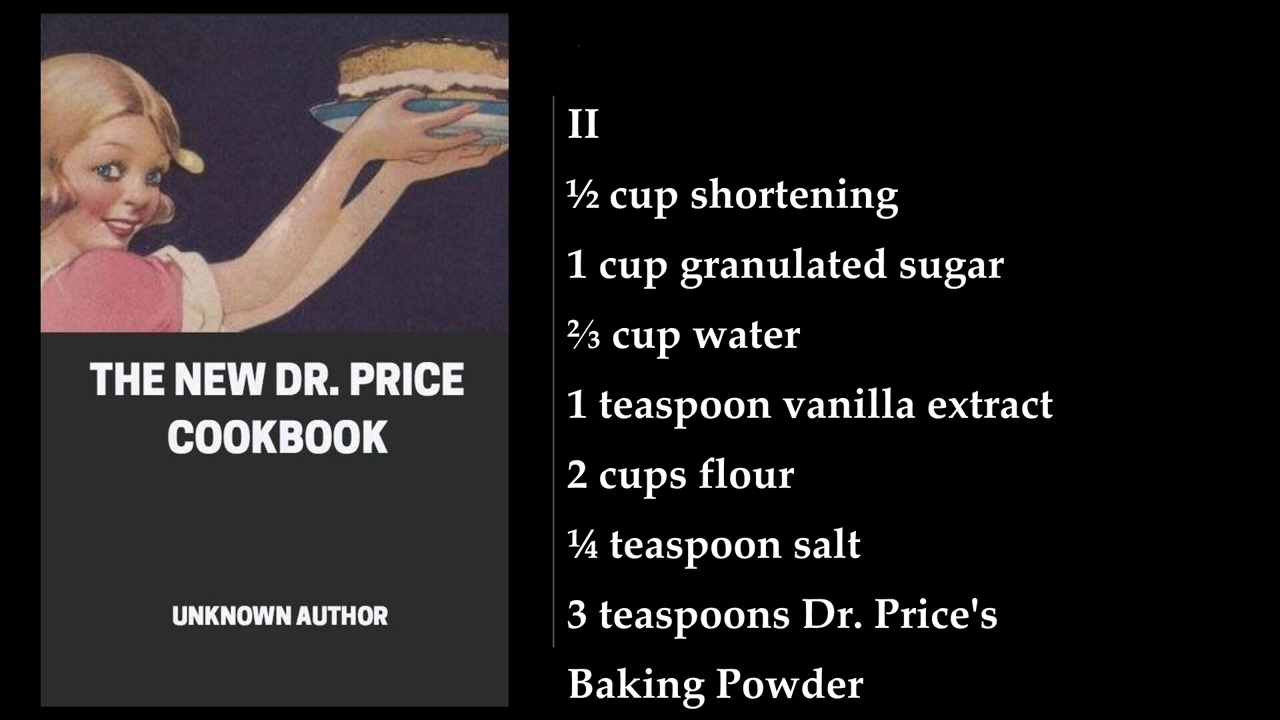 THE NEW DR. PRICE
COOKBOOK
UNKNOWN AUTHOR
II
½ cup shortening
1 cup granulated sugar
⅔ cup water
1 teaspoon vanilla extract
2 cups flour
¼ teaspoon salt
3 teaspoons Dr. Price's
Baking Powder